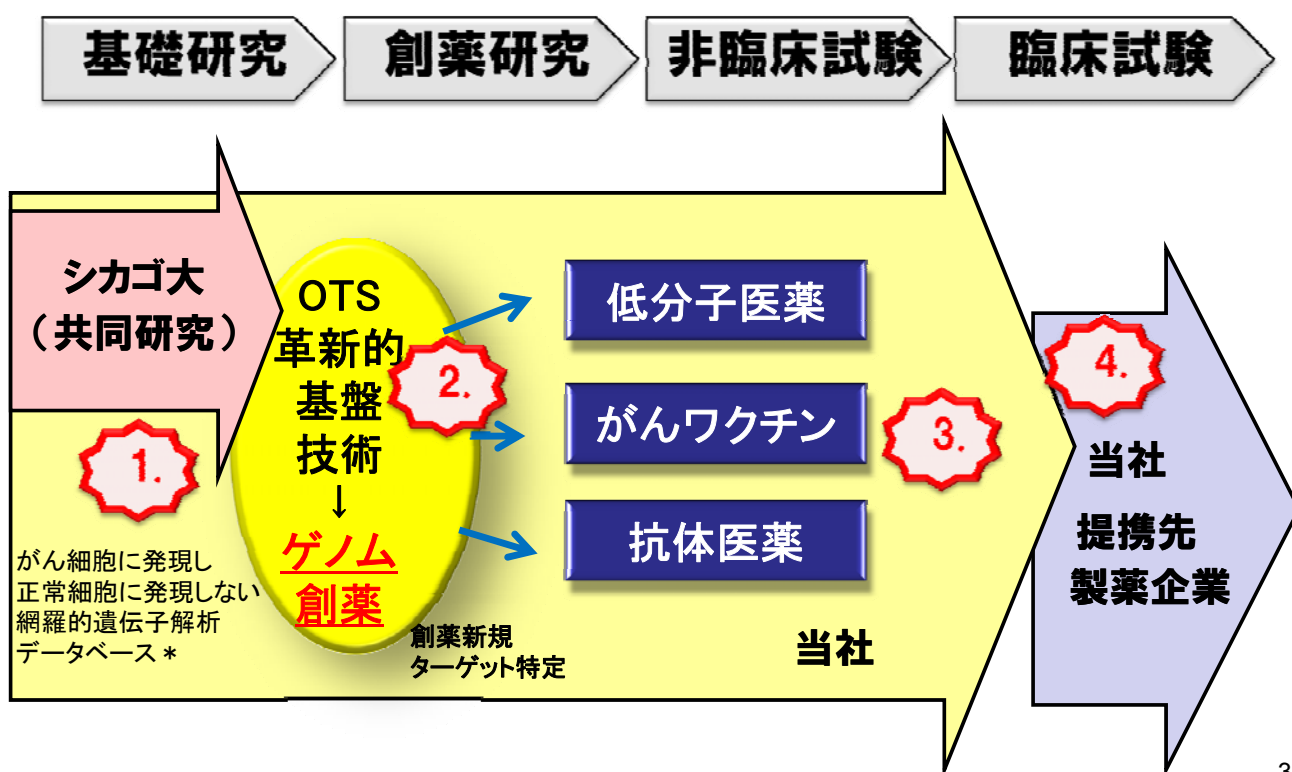 基礎研究
創薬研究
非臨床試験
臨床試験
シカゴ大
(共同研究)
OTS
革新的
基盤
技術
↓
ゲノム
創薬
1.
2.
3.
4.
がん細胞に発現し
正常細胞に発現しない
網羅的遺伝子解析
データベース*
創薬新規
ターゲット特定
低分子医薬
がんワクチン
抗体医薬
当社
当社
提携先
製薬企業
3